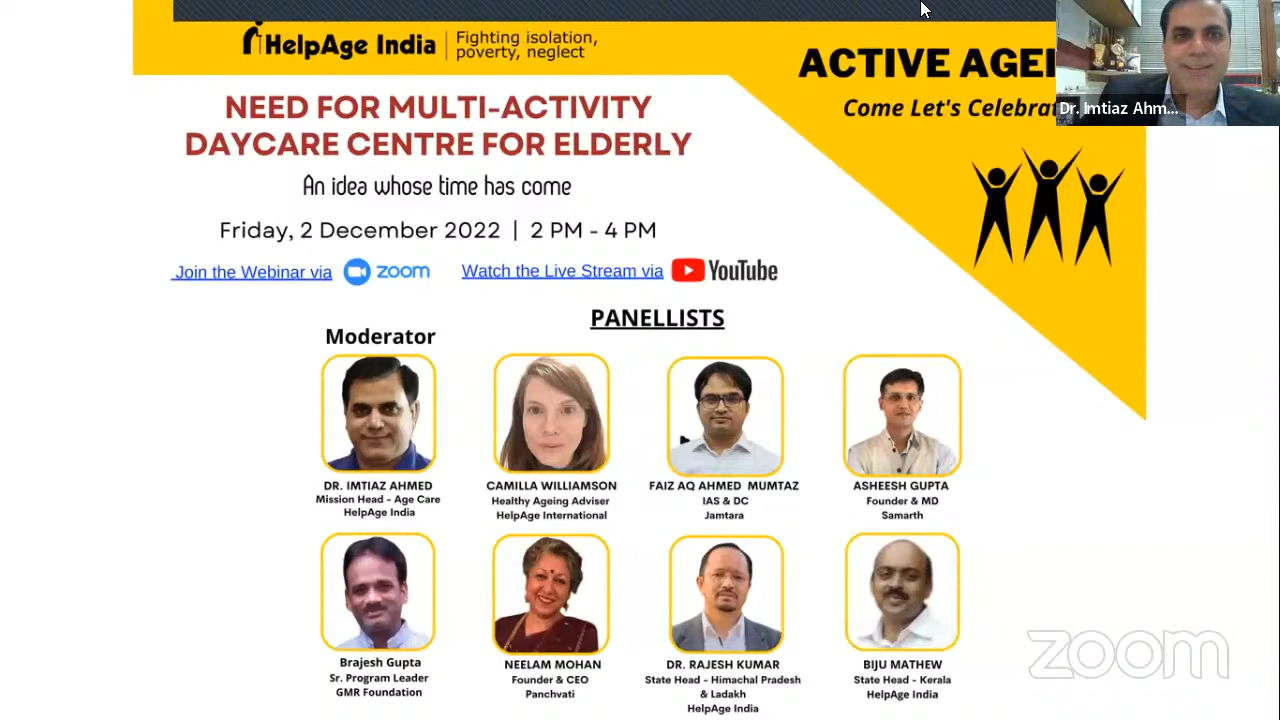 HelpAge India
Fighting isolation,
poverty, neglect
ACTIVE AGEI
Come Let's Celebrat
Dr. Imtiaz Ahm...
NEED FOR MULTI-ACTIVITY
DAYCARE CENTRE FOR ELDERLY
An idea whose time has come
Friday, 2 December 2022 | 2 PM - 4 PM
Join the Webinar via zoom Watch the Live Stream via YouTube
PANELLISTS
Moderator
DR. IMTIAZ AHMED
Mission Head - Age Care
HelpAge India
CAMILLA WILLIAMSON
Healthy Ageing Adviser
HelpAge International
FAIZ AQ AHMED MUMTAZ
IAS & DC
Jamtara
ASHEESH GUPTA
Founder & MD
Samarth
Brajesh Gupta
Sr. Program Leader
GMR Foundation
NEELAM MOHAN
Founder & CEO
Panchvati
DR. RAJESH KUMAR
State Head - Himachal Pradesh
& Ladakh
HelpAge India
BIJU MATHEW
State Head - Kerala
HelpAge India
zoom